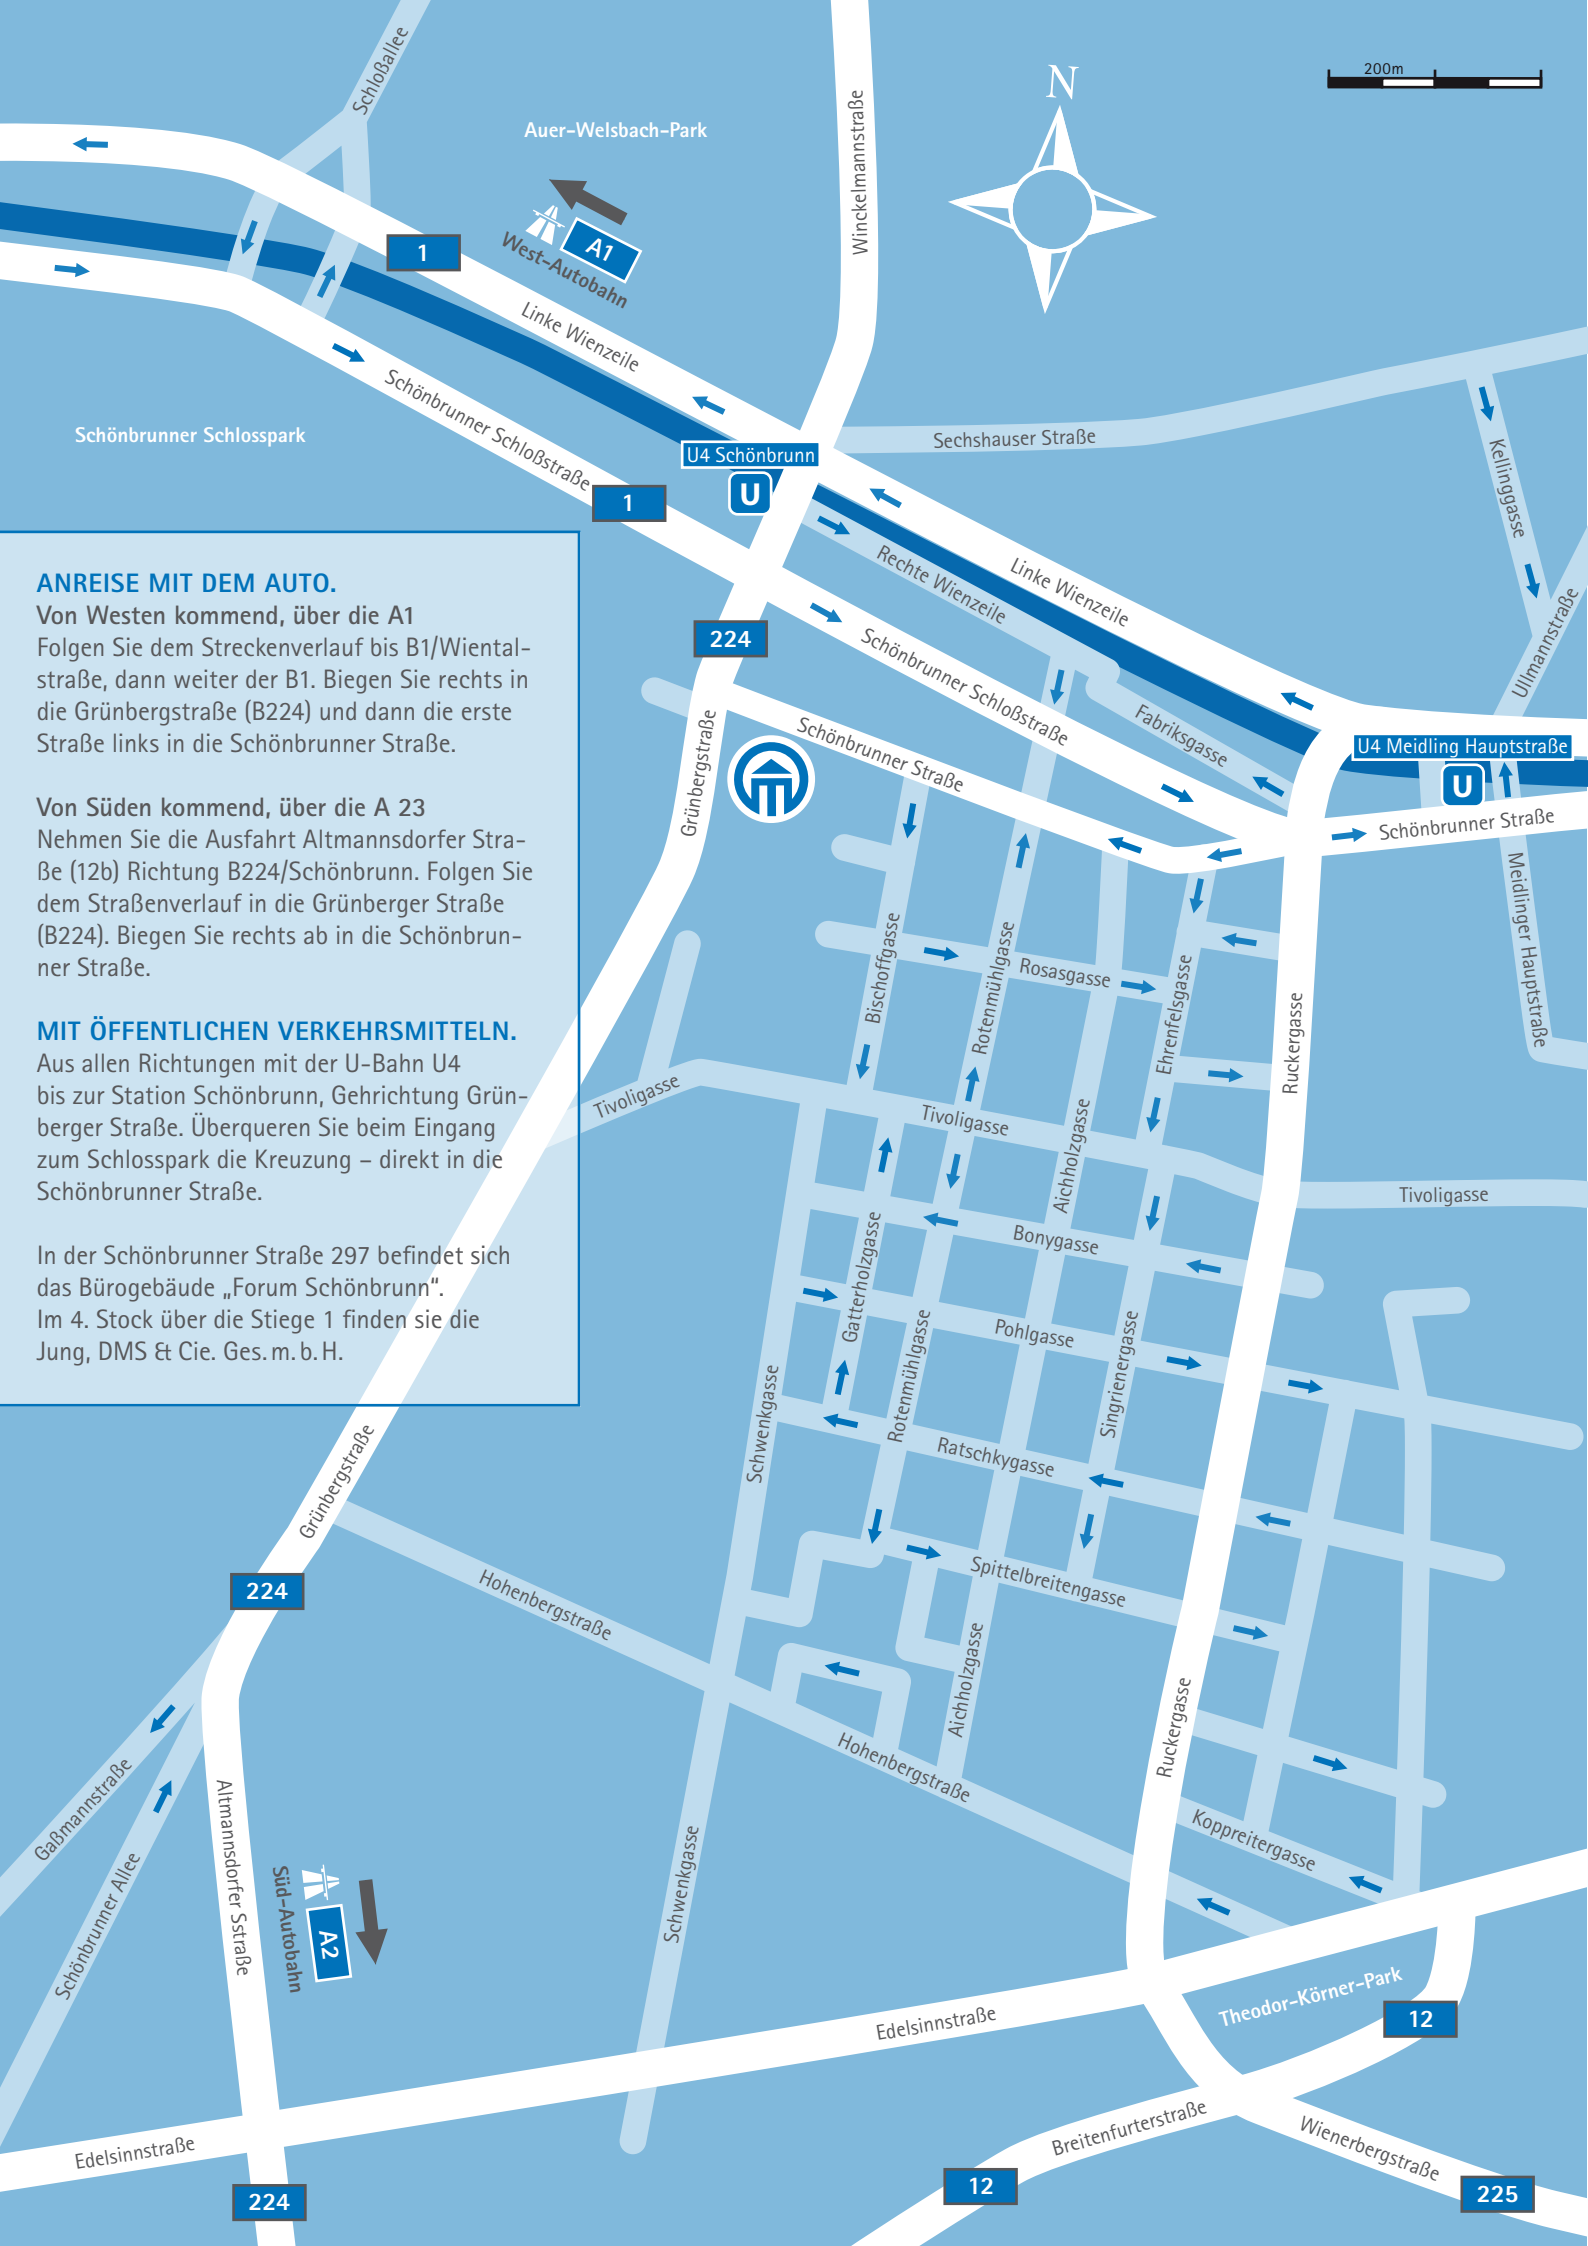 Schloßallee
Auer-Welsbach-Park
Winckelmannstraße
N
200m
A1
West-Autobahn
1
Linke Wienzeile
Schönbrunner Schloßstraße
Schönbrunner Schlosspark
U4 Schönbrunn
U
1
Sechshauser Straße
Kellinggasse
Ullmannstraße
Rechte Wienzeile
Linke Wienzeile
Schönbrunner Schloßstraße
Fabriksgasse
224
Grünbergstraße
Schönbrunner Straße
U4 Meidling Hauptstraße
U
Schönbrunner Straße
Meidlinger Hauptstraße
ANREISE MIT DEM AUTO.
Von Westen kommend, über die A1
Folgen Sie dem Streckenverlauf bis B1/Wiental-
straße, dann weiter der B1. Biegen Sie rechts in
die Grünbergstraße (B224) und dann die erste
Straße links in die Schönbrunner Straße.
Von Süden kommend, über die A 23
Nehmen Sie die Ausfahrt Altmannsdorfer Stra-
ße (12b) Richtung B224/Schönbrunn. Folgen Sie
dem Straßenverlauf in die Grünberger Straße
(B224). Biegen Sie rechts ab in die Schönbrun-
ner Straße.
MIT ÖFFENTLICHEN VERKEHRSMITTELN.
Aus allen Richtungen mit der U-Bahn U4
bis zur Station Schönbrunn, Gehrichtung Grün-
berger Straße. Überqueren Sie beim Eingang
zum Schlosspark die Kreuzung – direkt in die
Schönbrunner Straße.
In der Schönbrunner Straße 297 befindet sich
das Bürogebäude „Forum Schönbrunn“.
Im 4. Stock über die Stiege 1 finden sie die
Jung, DMS & Cie. Ges. m. b. H.
Bischoffgasse
Rotenmühlgasse
Rosasgasse
Ehrenfelsgasse
Ruckergasse
Tivoligasse
Tivoligasse
Aichholzgasse
Tivoligasse
Gatterholzgasse
Bonygasse
Rotenmühlgasse
Pohlgasse
Singrienergasse
Schwenkgasse
Ratschkygasse
Grünbergstraße
224
Hohenbergstraße
Spittelbreitengasse
Aichholzgasse
Ruckergasse
Hohenbergstraße
Koppreitergasse
Gaßmannstraße
Schönbrunner Allee
Altmannsdorfer Sstraße
Süd-Autobahn
A2
Schwenkgasse
Theodor-Körner-Park
12
Edelsinnstraße
Edelsinnstraße
Breitenfurterstraße
Wienerbergstraße
224
12
225